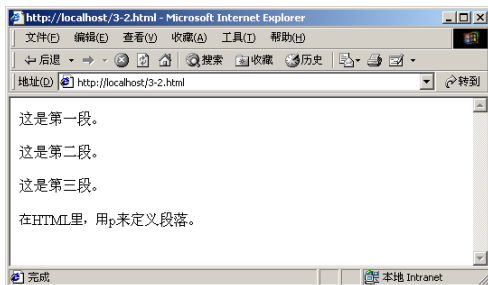 http://localhost/3-2.html - Microsoft Internet Explorer
文件(F) 编辑(E) 查看(V) 收藏(A) 工具(T) 帮助(H)
后退 搜索 收藏 历史
地址(D) http://localhost/3-2.html 转到
这是第一段。
这是第二段。
这是第三段。
在HTML里，用p来定义段落。
完成 本地 Intranet